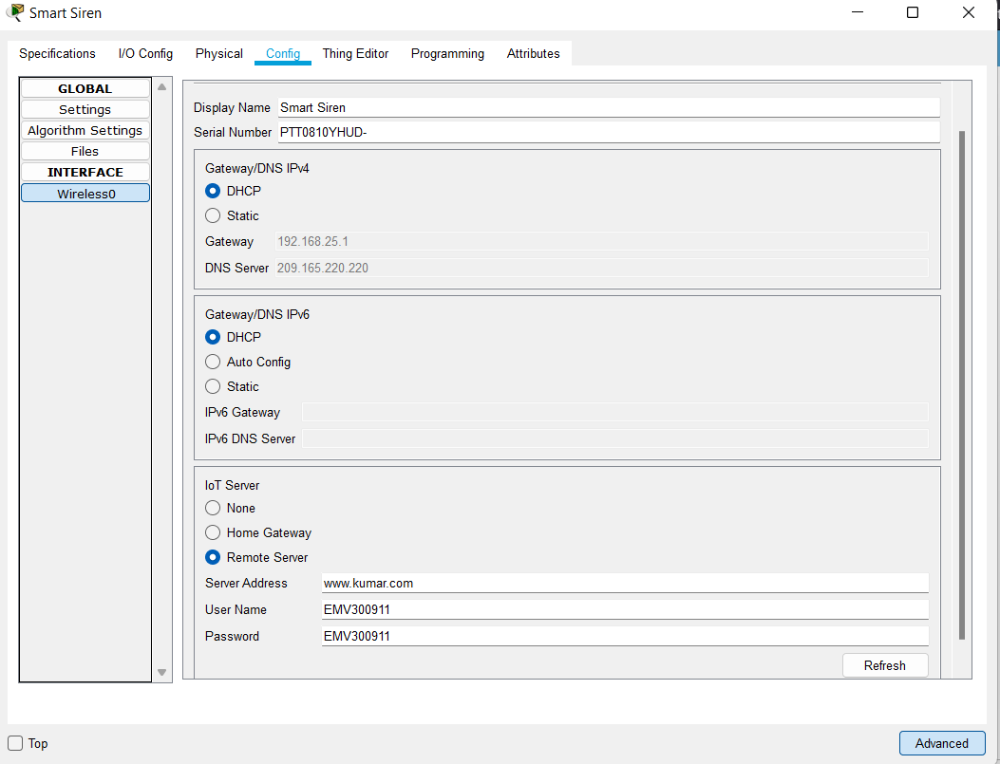 Smart Siren
Specifications I/O Config Physical Config Thing Editor Programming Attributes
GLOBAL
Settings
Algorithm Settings
Files
INTERFACE
Wireless0
Display Name Smart Siren
Serial Number PTT0810YHUD-
Gateway/DNS IPv4
DHCP
Static
Gateway 192.168.25.1
DNS Server 209.165.220.220
Gateway/DNS IPv6
DHCP
Auto Config
Static
IPv6 Gateway
IPv6 DNS Server
IoT Server
None
Home Gateway
Remote Server
Server Address www.kumar.com
User Name EMV300911
Password EMV300911
Refresh
Top
Advanced